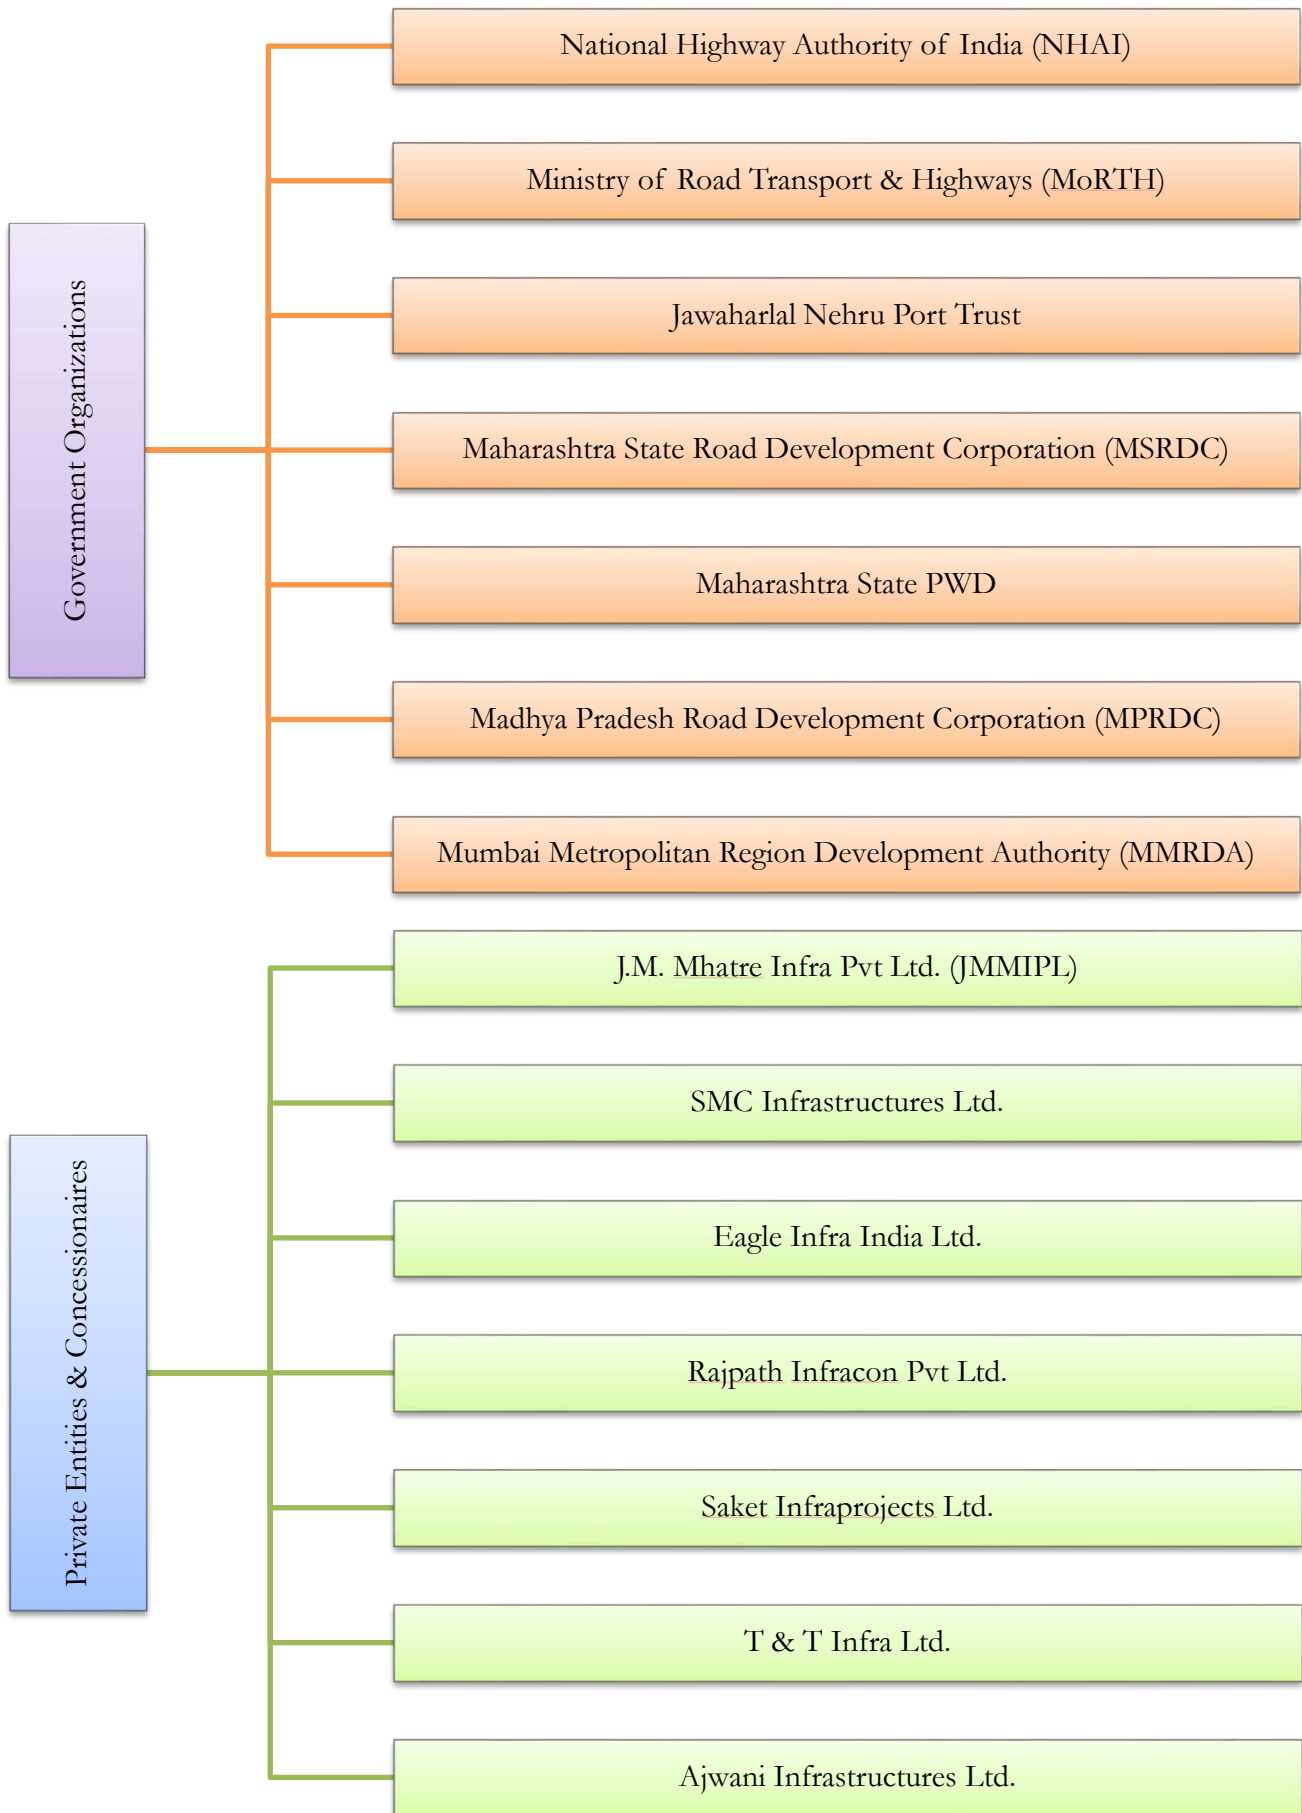 Government Organizations
National Highway Authority of India (NHAI)
Ministry of Road Transport & Highways (MoRTH)
Jawaharlal Nehru Port Trust
Maharashtra State Road Development Corporation (MSRDC)
Maharashtra State PWD
Madhya Pradesh Road Development Corporation (MPRDC)
Mumbai Metropolitan Region Development Authority (MMRDA)
Private Entities & Concessionaires
J.M. Mhatre Infra Pvt Ltd. (JMMIPL)
SMC Infrastructures Ltd.
Eagle Infra India Ltd.
Rajpath Infracon Pvt Ltd.
Saket Infraprojects Ltd.
T & T Infra Ltd.
Ajwani Infrastructures Ltd.